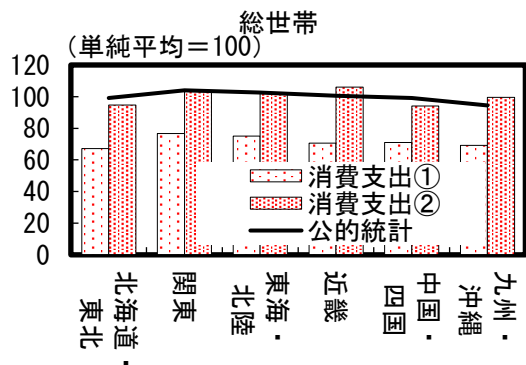 総世帯
(単純平均＝100)
120
100
80
60
40
20
0
消費支出①
消費支出②
公的統計
北海道・
東北
関東
東海・
北陸
近畿
中国・
四国
九州・
沖縄